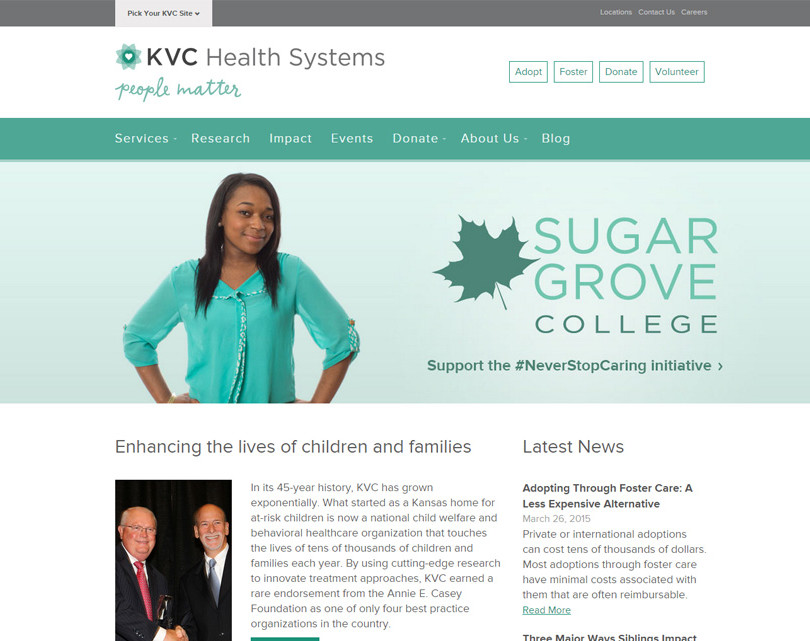 Pick Your KVC Site
Locations Contact Us Careers
KVC Health Systems
people matter
Adopt Foster Donate Volunteer
Services Research Impact Events Donate About Us Blog
SUGAR
GROVE
COLLEGE
Support the #NeverStopCaring initiative ›
Enhancing the lives of children and families
In its 45-year history, KVC has grown
exponentially. What started as a Kansas home for
at-risk children is now a national child welfare and
behavioral healthcare organization that touches
the lives of tens of thousands of children and
families each year. By using cutting-edge research
to innovate treatment approaches, KVC earned a
rare endorsement from the Annie E. Casey
Foundation as one of only four best practice
organizations in the country.
Latest News
Adopting Through Foster Care: A
Less Expensive Alternative
March 26, 2015
Private or international adoptions
can cost tens of thousands of dollars.
Most adoptions through foster care
have minimal costs associated with
them that are often reimbursable.
Read More
Three Major Ways Siblings Impact